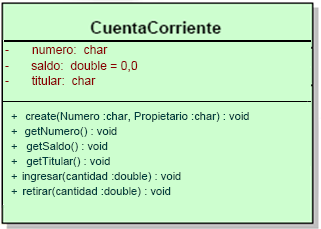 CuentaCorriente
- numero: char
- saldo: double = 0,0
- titular: char
+ create(Numero :char, Propietario :char) : void
+ getNumero() : void
+ getSaldo() : void
+ getTitular() : void
+ ingresar(cantidad :double) : void
+ retirar(cantidad :double) : void